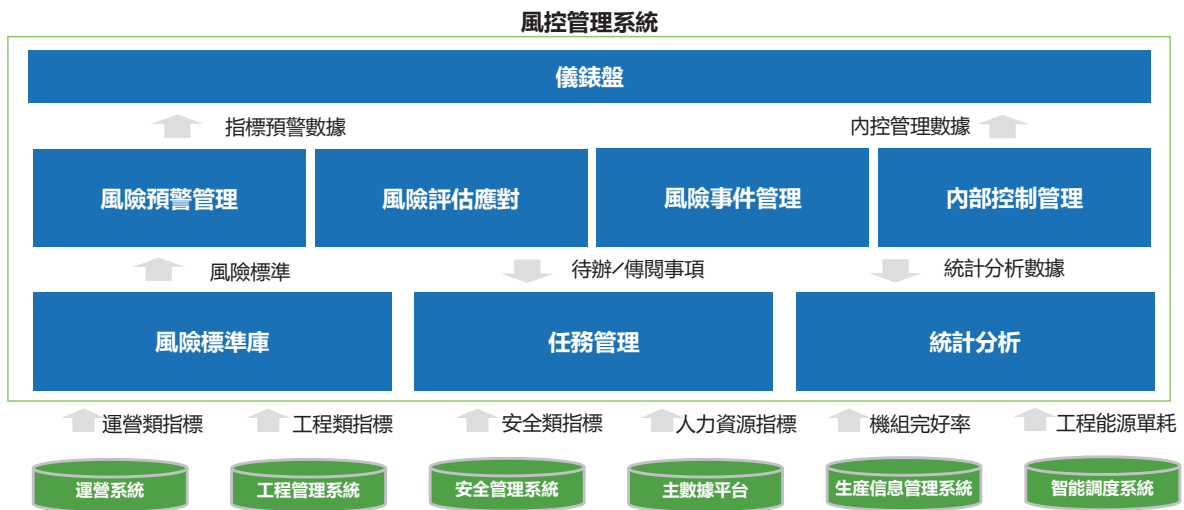 風控管理系統
儀錶盤
指標預警數據
內控管理數據
風險預警管理
風險評估應對
風險事件管理
內部控制管理
風險標準
待辦/傳閱事項
統計分析數據
風險標準庫
任務管理
統計分析
運營類指標
工程類指標
安全類指標
人力資源指標
機組完好率
工程能源單耗
運營系統
工程管理系統
安全管理系統
主數據平台
生産信息管理系統
智能調度系統